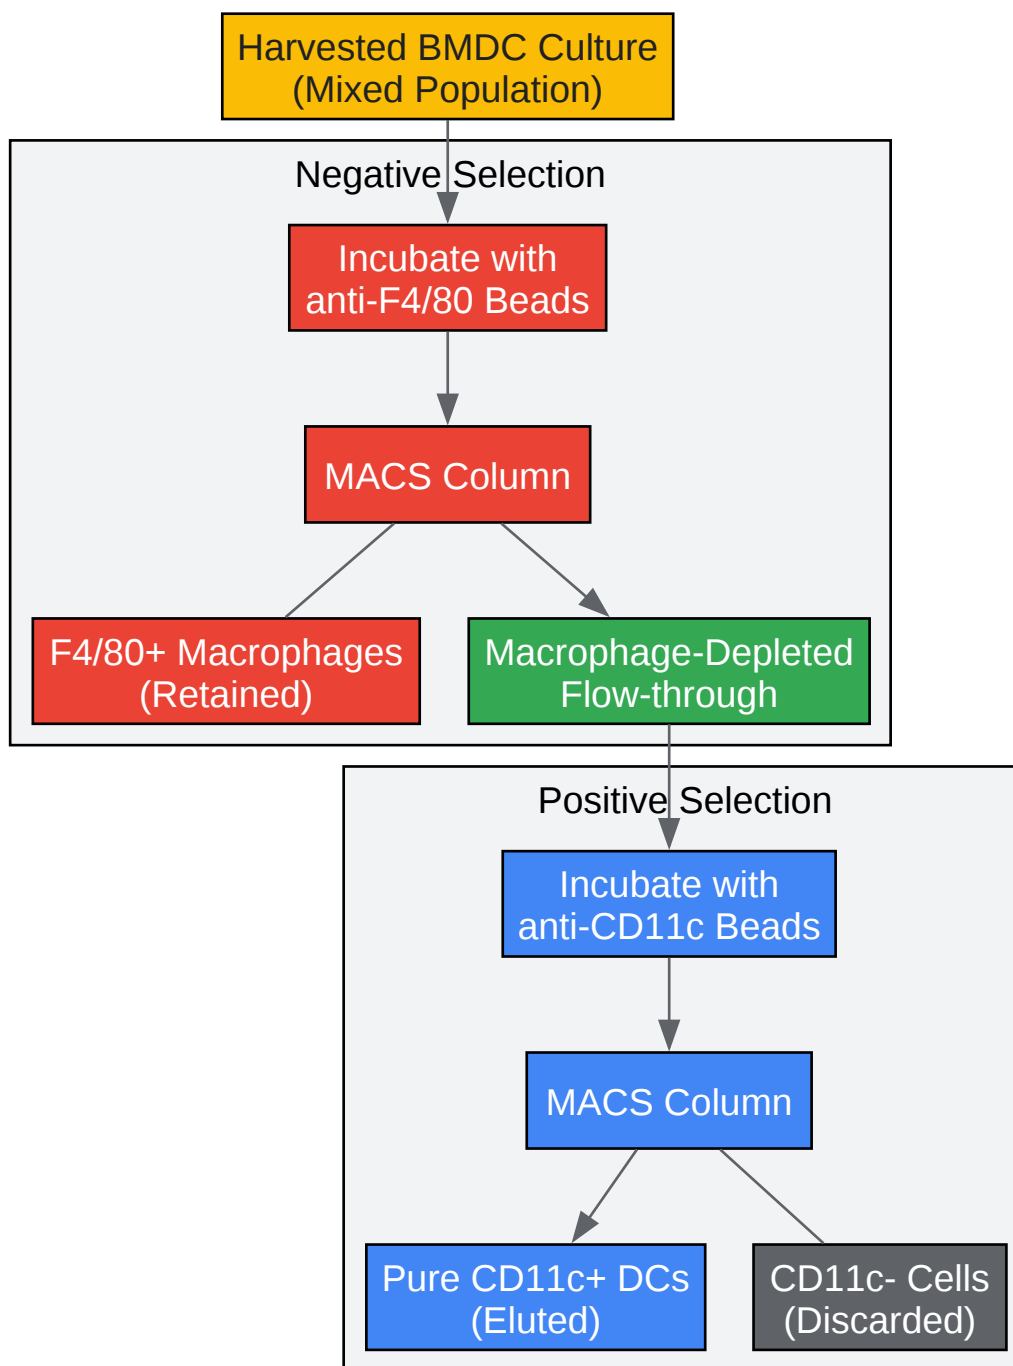 Harvested BMDC Culture
(Mixed Population)
Negative Selection
Incubate with
anti-F4/80 Beads
MACS Column
F4/80+ Macrophages
(Retained)
Macrophage-Depleted
Flow-through
Positive Selection
Incubate with
anti-CD11c Beads
MACS Column
Pure CD11c+ DCs
(Eluted)
CD11c- Cells
(Discarded)